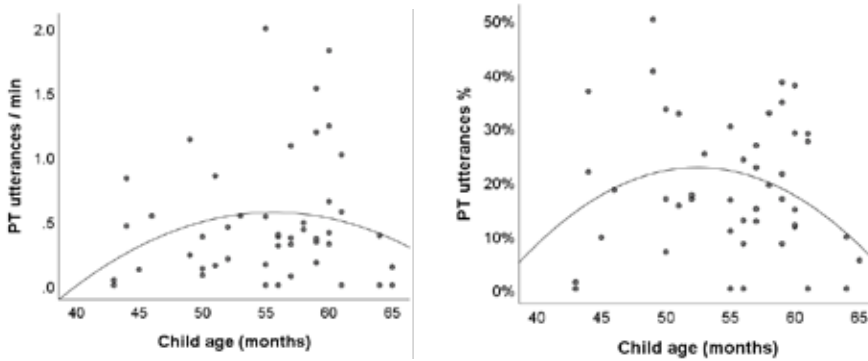 2.0
1.5
1.0
.5
.0
PT utterances / min
40 45 50 55 60 65
Child age (months)
50%
40%
30%
20%
10%
0%
PT utterances %
40 45 50 55 60 65
Child age (months)